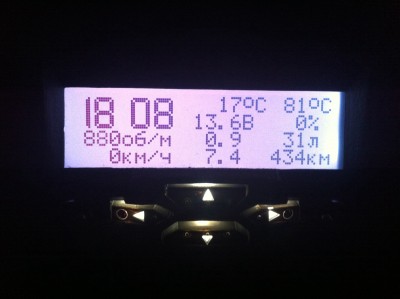 18 08 17°C 81°C
13.6В 0%
880об/м 0.9 31л
0км/ч 7.4 434км